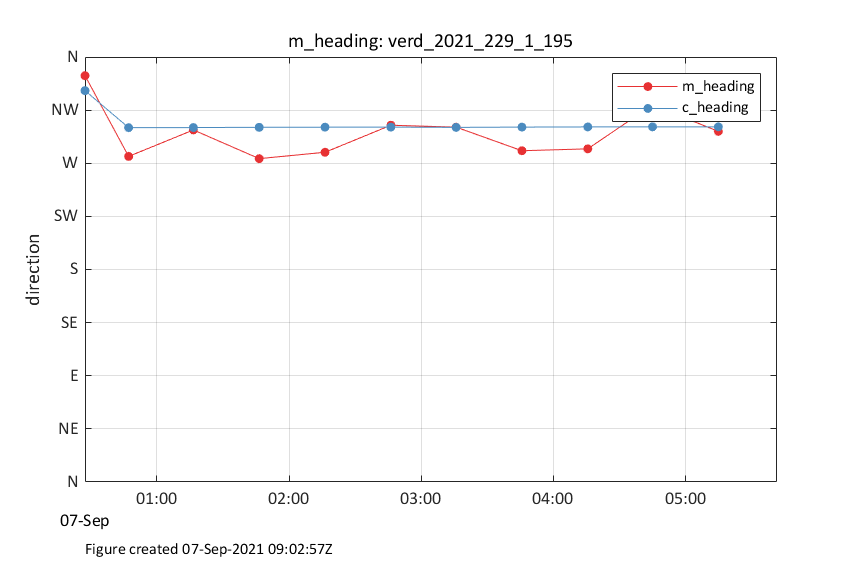 m_heading: verd_2021_229_1_195
N
m_heading
c_heading
NW
W
SW
S
SE
E
NE
N
direction
01:00
02:00
03:00
04:00
05:00
07-Sep
Figure created 07-Sep-2021 09:02:57Z